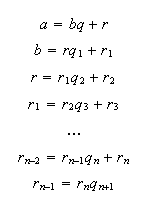 a = bq + r
b = rq₁ + r₁
r = r₁q₂ + r₂
r₁ = r₂q₃ + r₃
...
rₙ₋₂ = rₙ₋₁qₙ + rₙ
rₙ₋₁ = rₙqₙ₊₁